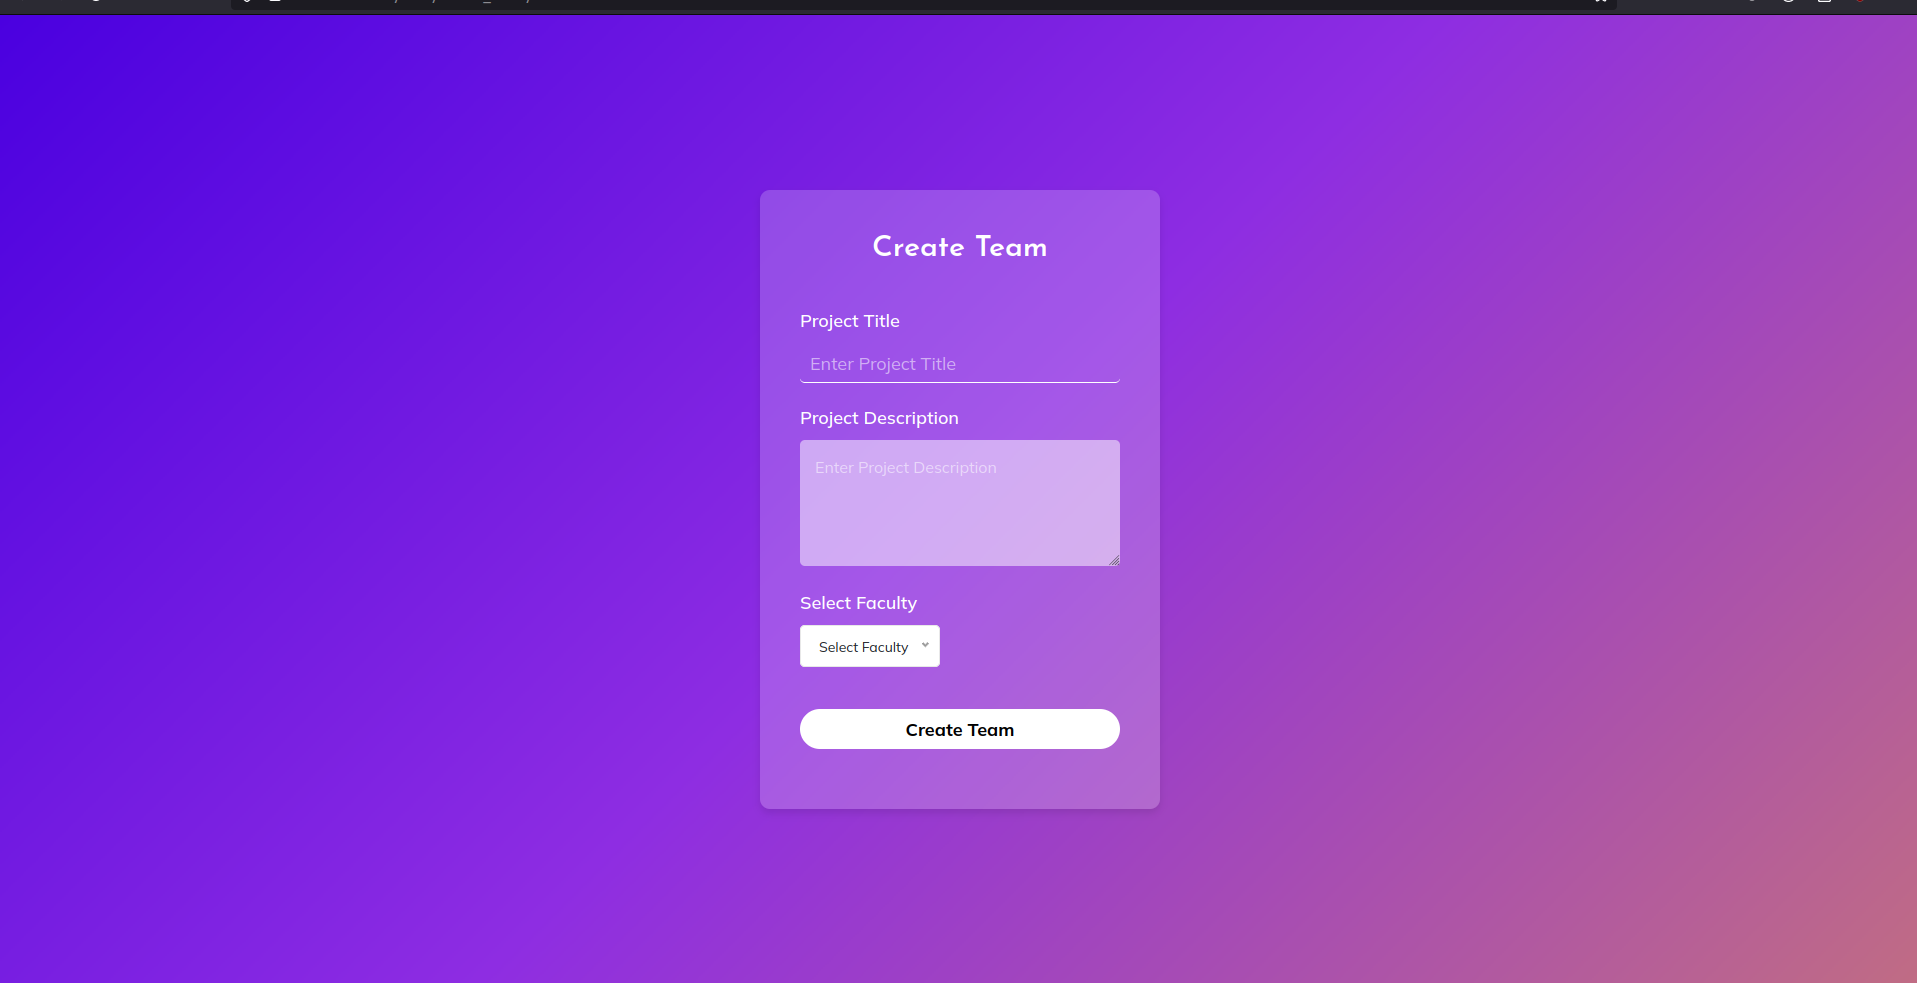 Create Team
Project Title
Enter Project Title
Project Description
Enter Project Description
Select Faculty
Select Faculty
Create Team